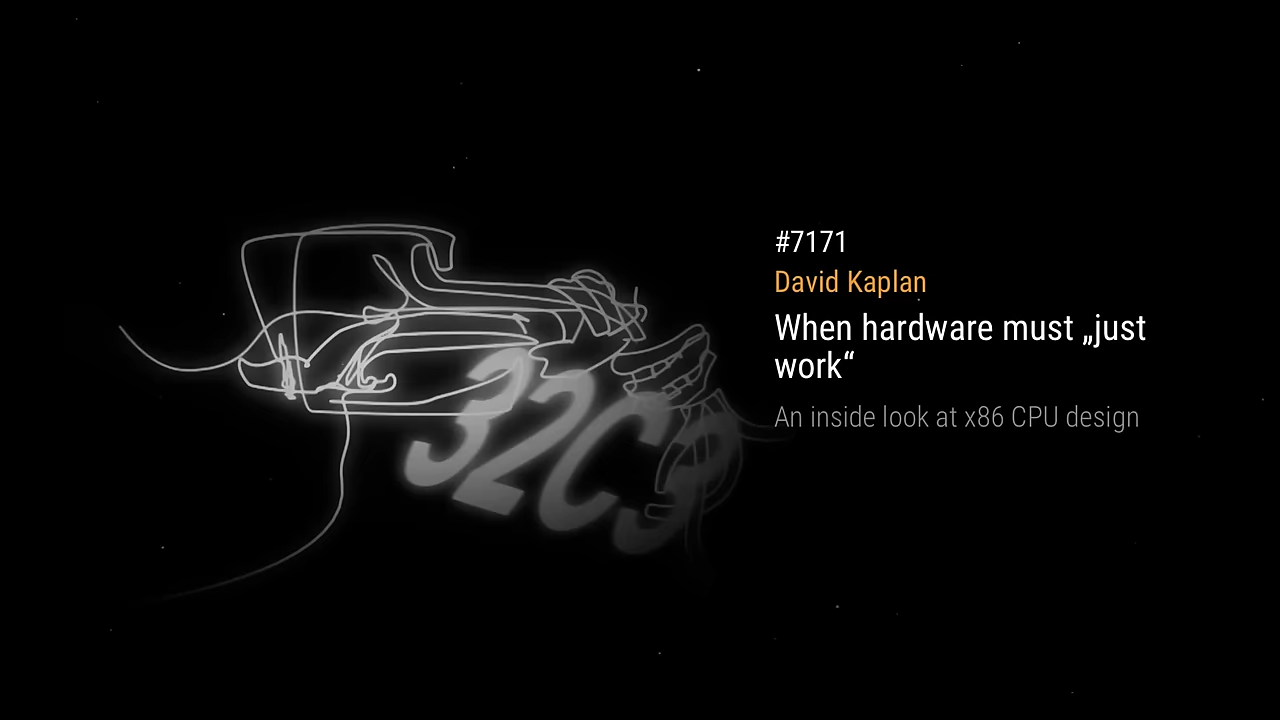 #7171
David Kaplan
When hardware must „just
work“
An inside look at x86 CPU design
32C3